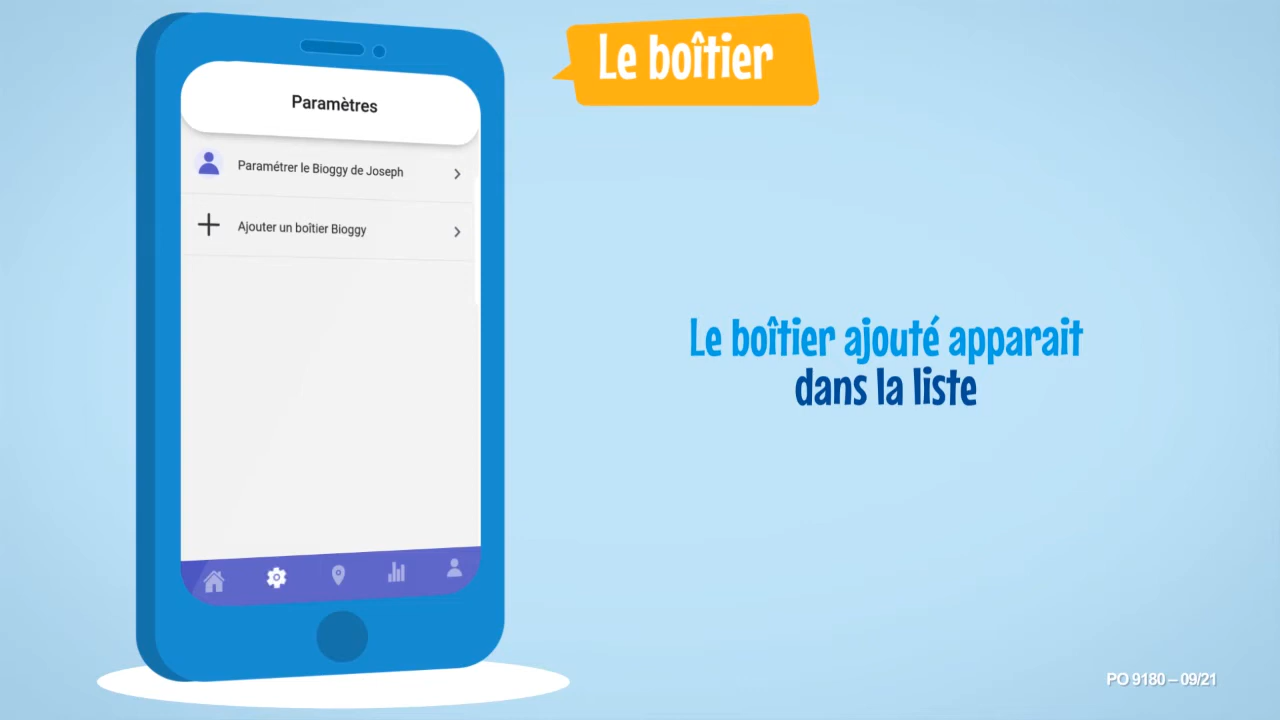 Le boîtier
Paramètres
Paramétrer le Bioggy de Joseph
Ajouter un boîtier Bioggy
Le boîtier ajouté apparait
dans la liste
PO 9180 – 09/21